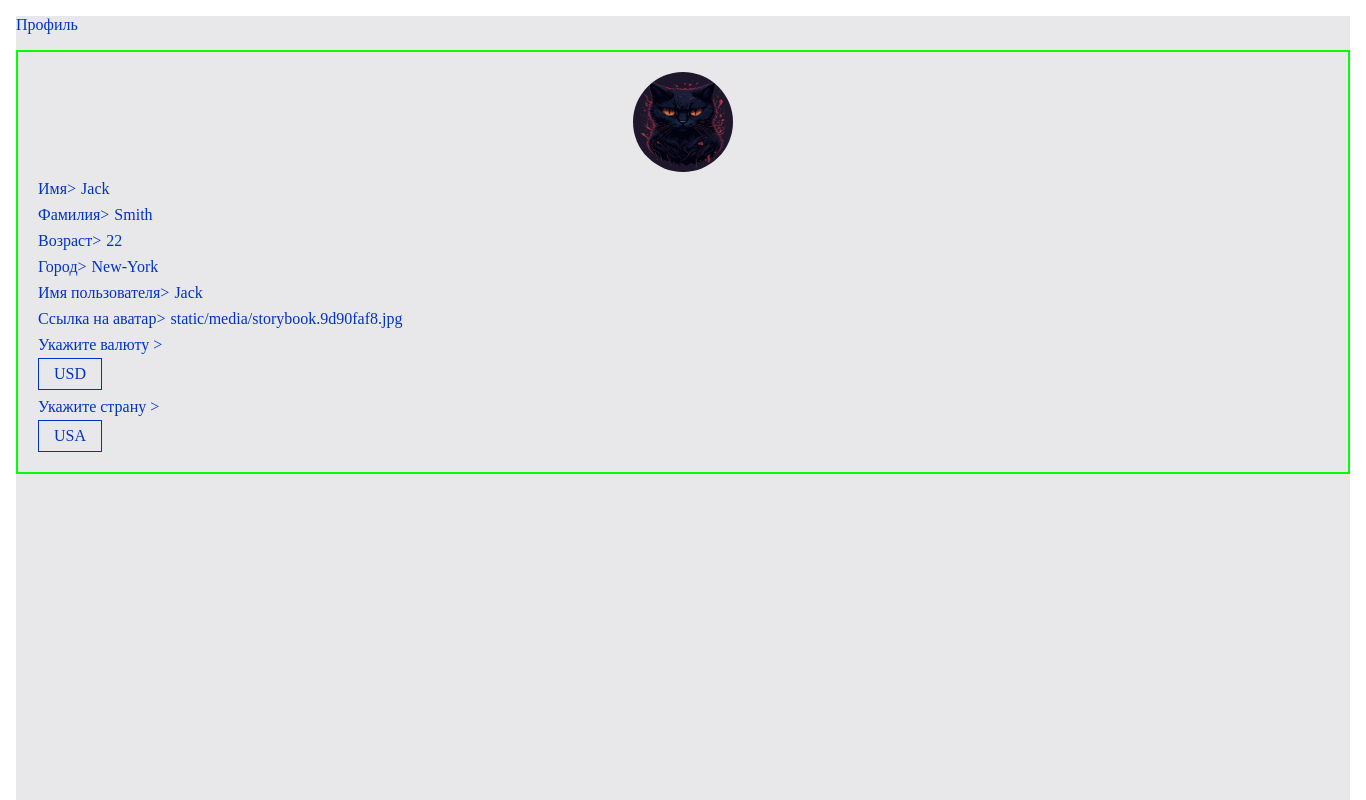 Профиль
Имя> Jack
Фамилия> Smith
Возраст> 22
Город> New-York
Имя пользователя> Jack
Ссылка на аватар> static/media/storybook.9d90faf8.jpg
Укажите валюту >
USD
Укажите страну >
USA